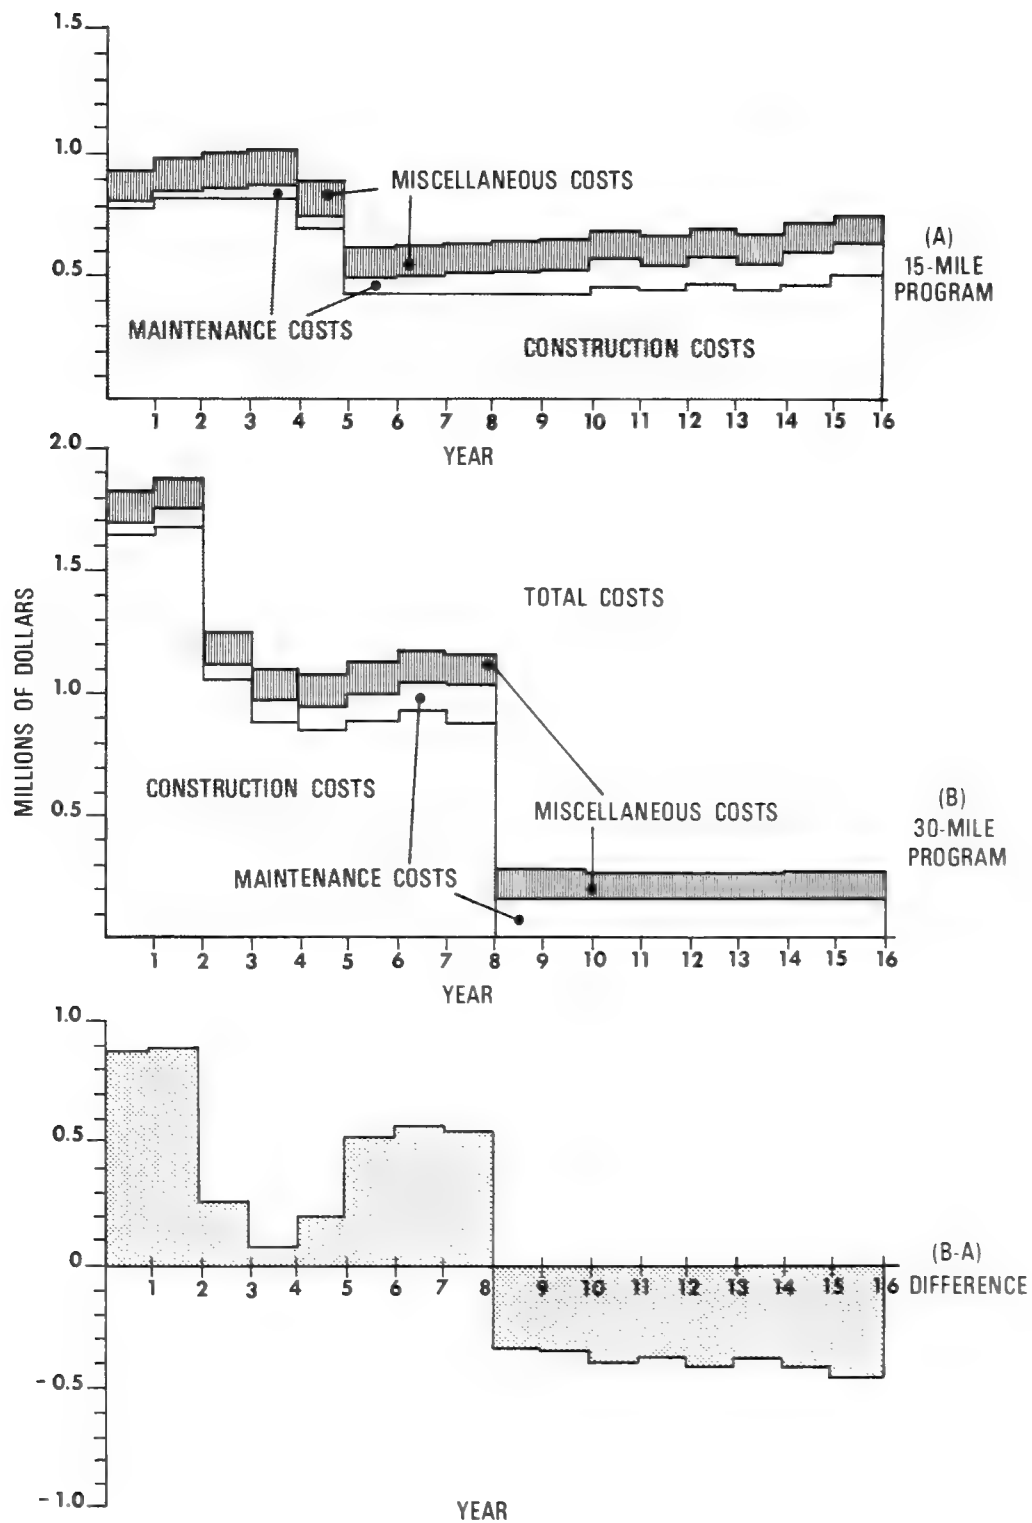 1.5
1.0
MISCELLANEOUS COSTS
(A)
15-MILE
PROGRAM
0.5
MAINTENANCE COSTS
CONSTRUCTION COSTS
1 2 3 4 5 6 7 8 9 10 11 12 13 14 15 16
YEAR
2.0
1.5
TOTAL COSTS
MILLIONS OF DOLLARS
1.0
CONSTRUCTION COSTS
MISCELLANEOUS COSTS
(B)
30-MILE
PROGRAM
0.5
MAINTENANCE COSTS
1 2 3 4 5 6 7 8 9 10 11 12 13 14 15 16
YEAR
1.0
0.5
(B-A)
DIFFERENCE
0
1 2 3 4 5 6 7 8 9 10 11 12 13 14 15 16
-0.5
-1.0
YEAR